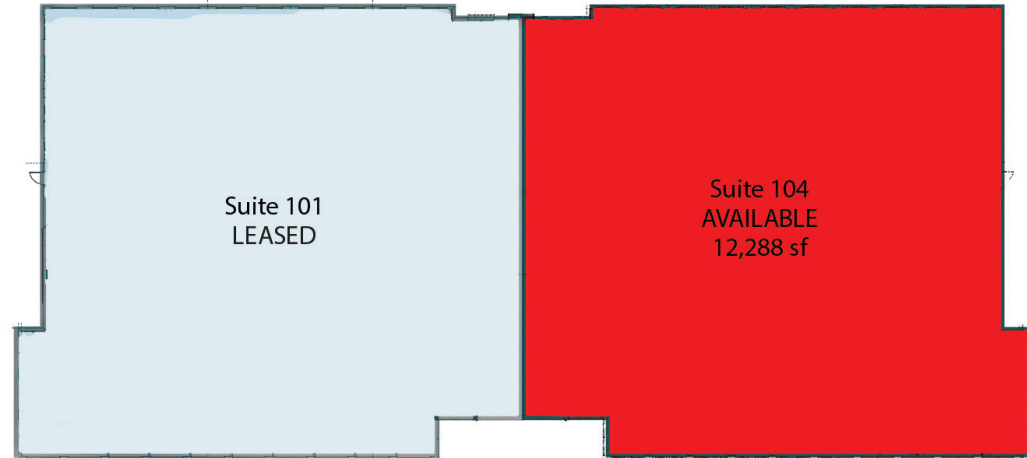 Suite 101
LEASED
Suite 104
AVAILABLE
12,288 sf